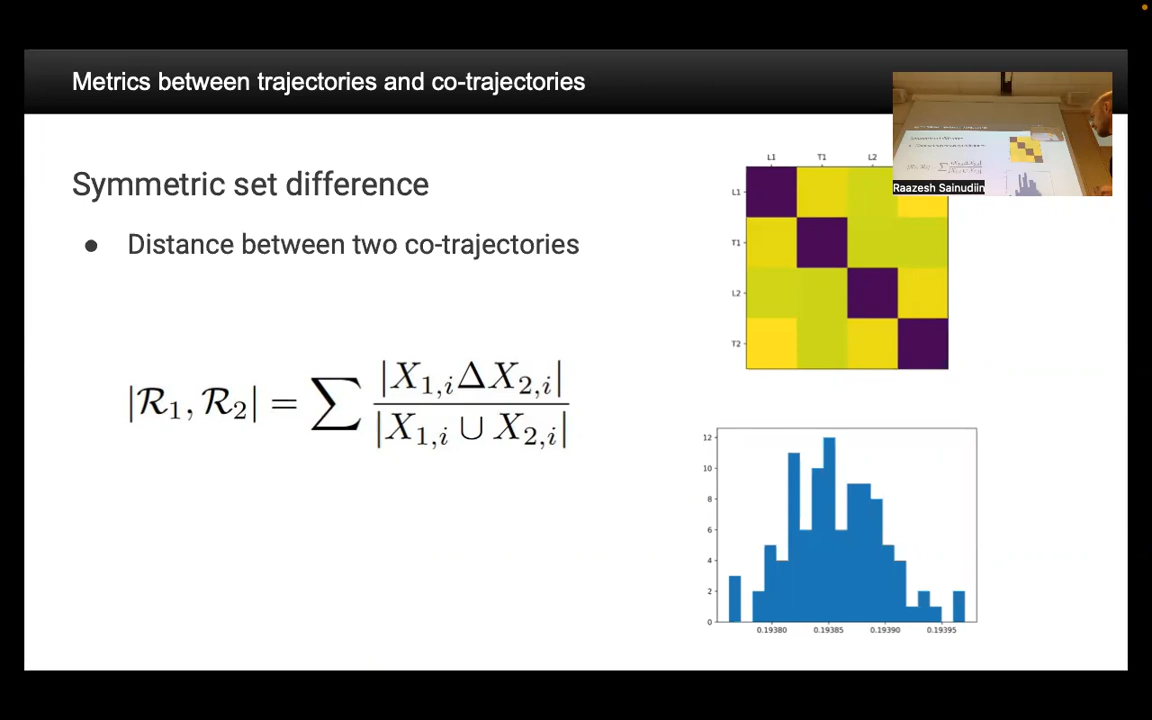 Metrics between trajectories and co-trajectories
Symmetric set difference
● Distance between two co-trajectories
|ℛ₁, ℛ₂| = ∑ |X₁,ᵢΔX₂,ᵢ| / |X₁,ᵢ ∪ X₂,ᵢ|
L1 T1 L2
L1
T1
L2
T2
Raazesh Sainudiin
12
10
8
6
4
2
0
0.19380 0.19385 0.19390 0.19395